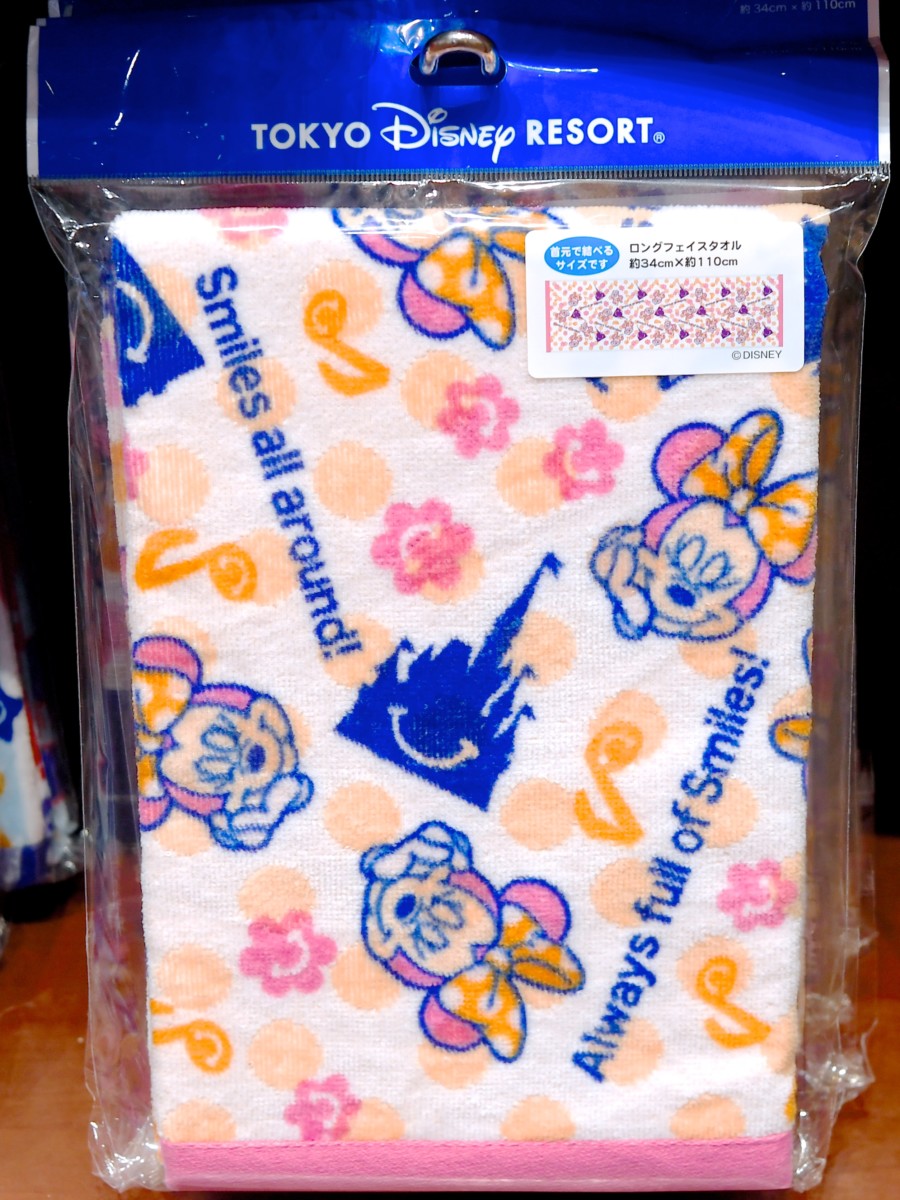 約34cm×約110cm
TOKYO Disney RESORT®
首元で結べる
サイズです
ロングフェイスタオル
約34cm×約110cm
©DISNEY
Smiles all around!
Always full of Smiles!